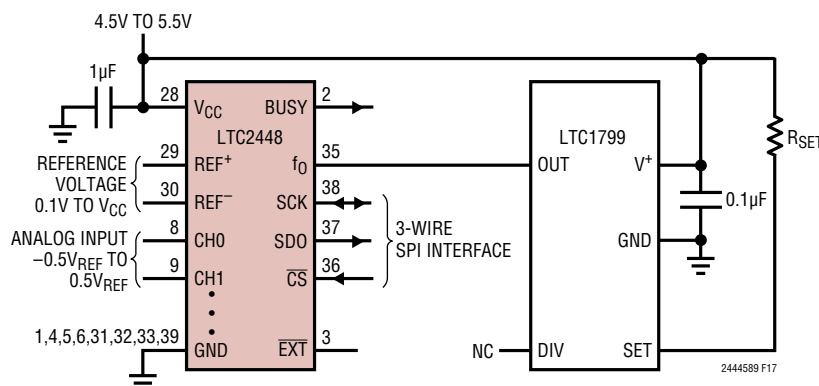 4.5V TO 5.5V
1µF
28
VCC
BUSY
2
LTC2448
LTC1799
29
REF+
fO
35
OUT
V+
RSET
REFERENCE
VOLTAGE
0.1V TO VCC
30
REF–
SCK
38
0.1µF
8
CH0
SDO
37
3-WIRE
SPI INTERFACE
GND
ANALOG INPUT
–0.5VREF TO
0.5VREF
9
CH1
CS
36
1,4,5,6,31,32,33,39
GND
EXT
3
NC
DIV
SET
2444589 F17